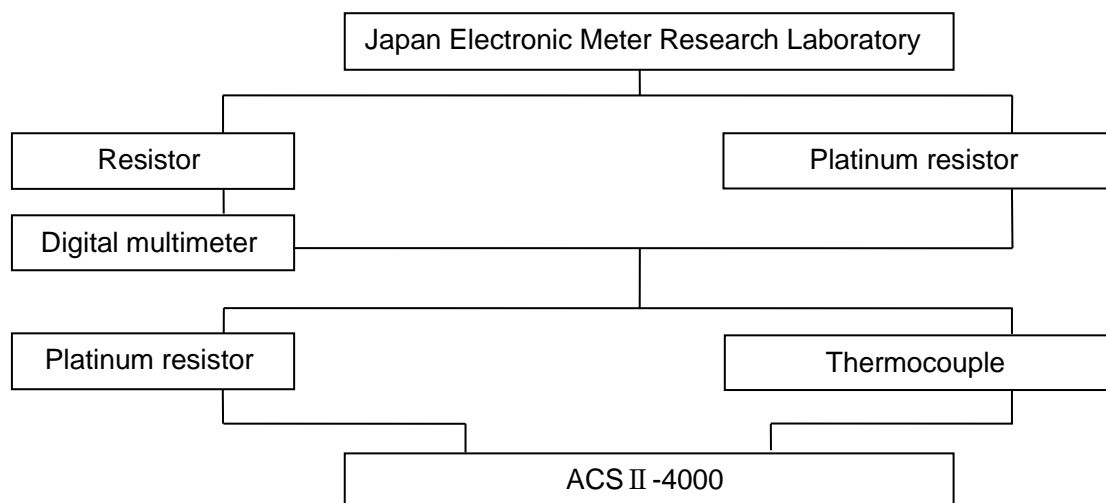 Japan Electronic Meter Research Laboratory
Resistor
Platinum resistor
Digital multimeter
Platinum resistor
Thermocouple
ACSⅡ-4000